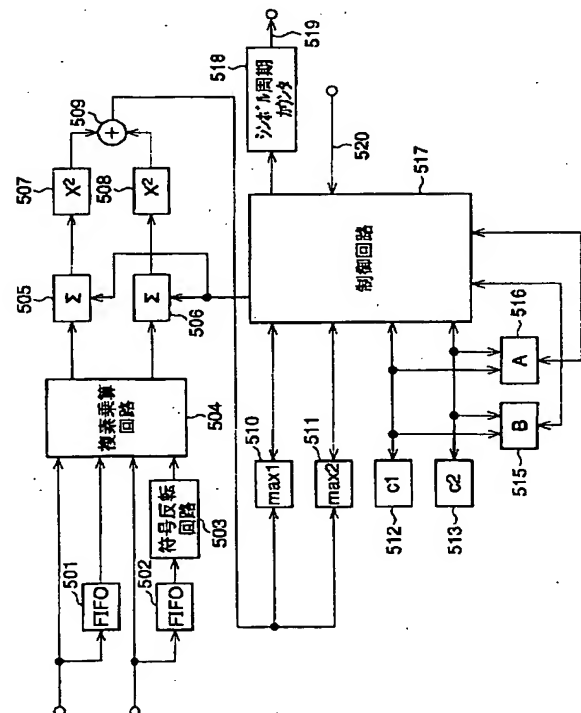 501
FIFO
502
FIFO
符号反転
回路
503
複素乗算
回路
504
505
Σ
Σ
506
507
X²
X²
508
509
+
max1
510
max2
511
c1
512
c2
513
B
515
A
516
制御回路
517
シンボル周期
カウンタ
518
519
520